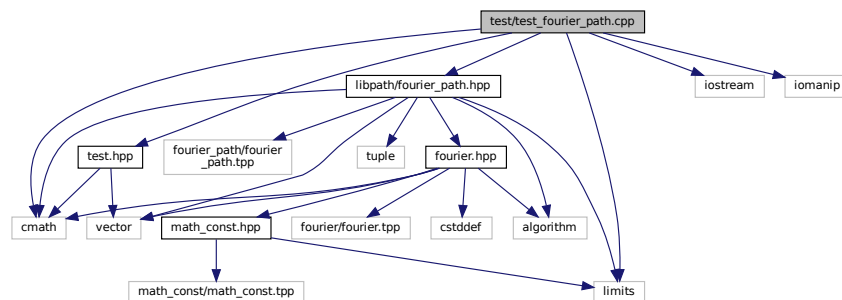 test/test_fourier_path.cpp
libpath/fourier_path.hpp
iostream
iomanip
test.hpp
fourier_path/fourier
_path.tpp
tuple
fourier.hpp
cmath
vector
math_const.hpp
fourier/fourier.tpp
cstddef
algorithm
math_const/math_const.tpp
limits